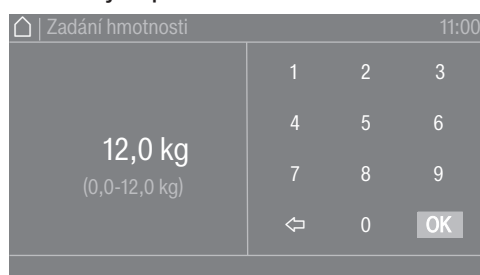 Zadání hmotnosti 11:00
1 2 3
4 5 6
12,0 kg
(0,0-12,0 kg)
7 8 9
0 OK